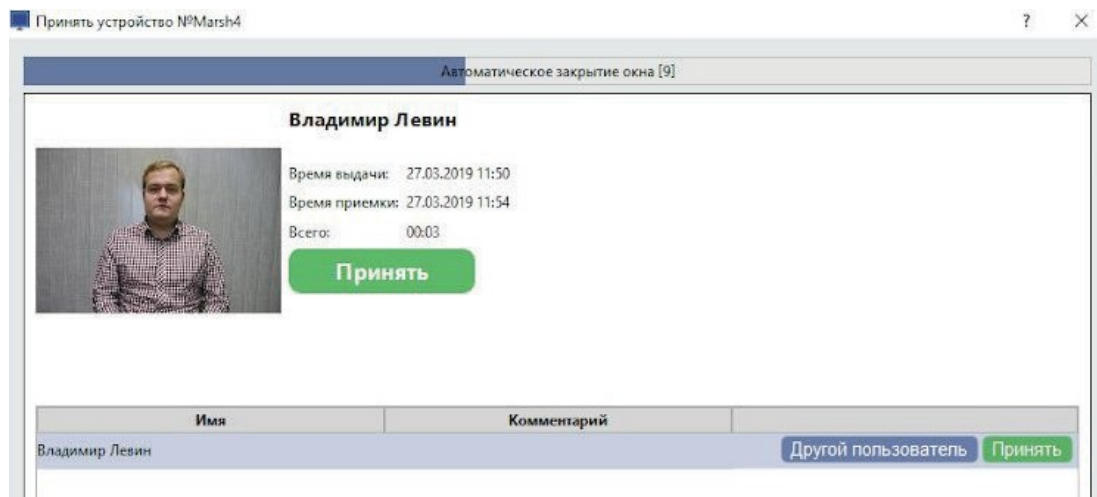 Принять устройство №Marsh4 ?
Автоматическое закрытие окна [9]
Владимир Левин
Время выдачи: 27.03.2019 11:50
Время приемки: 27.03.2019 11:54
Всего: 00:03
Принять
Имя Комментарий
Владимир Левин Другой пользователь Принять